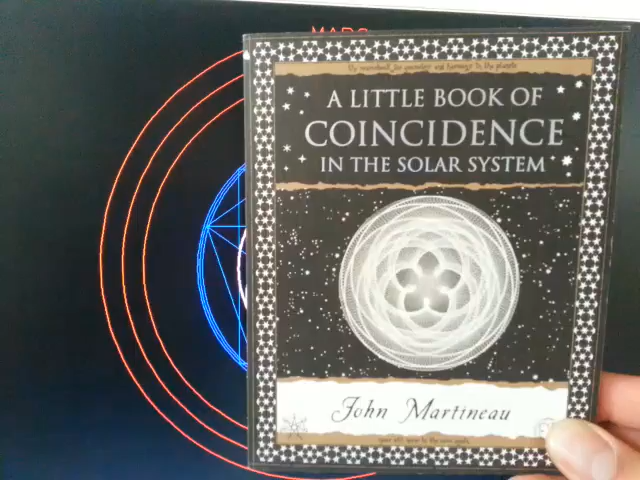 MARS
A LITTLE BOOK OF
COINCIDENCE
IN THE SOLAR SYSTEM
John Martineau